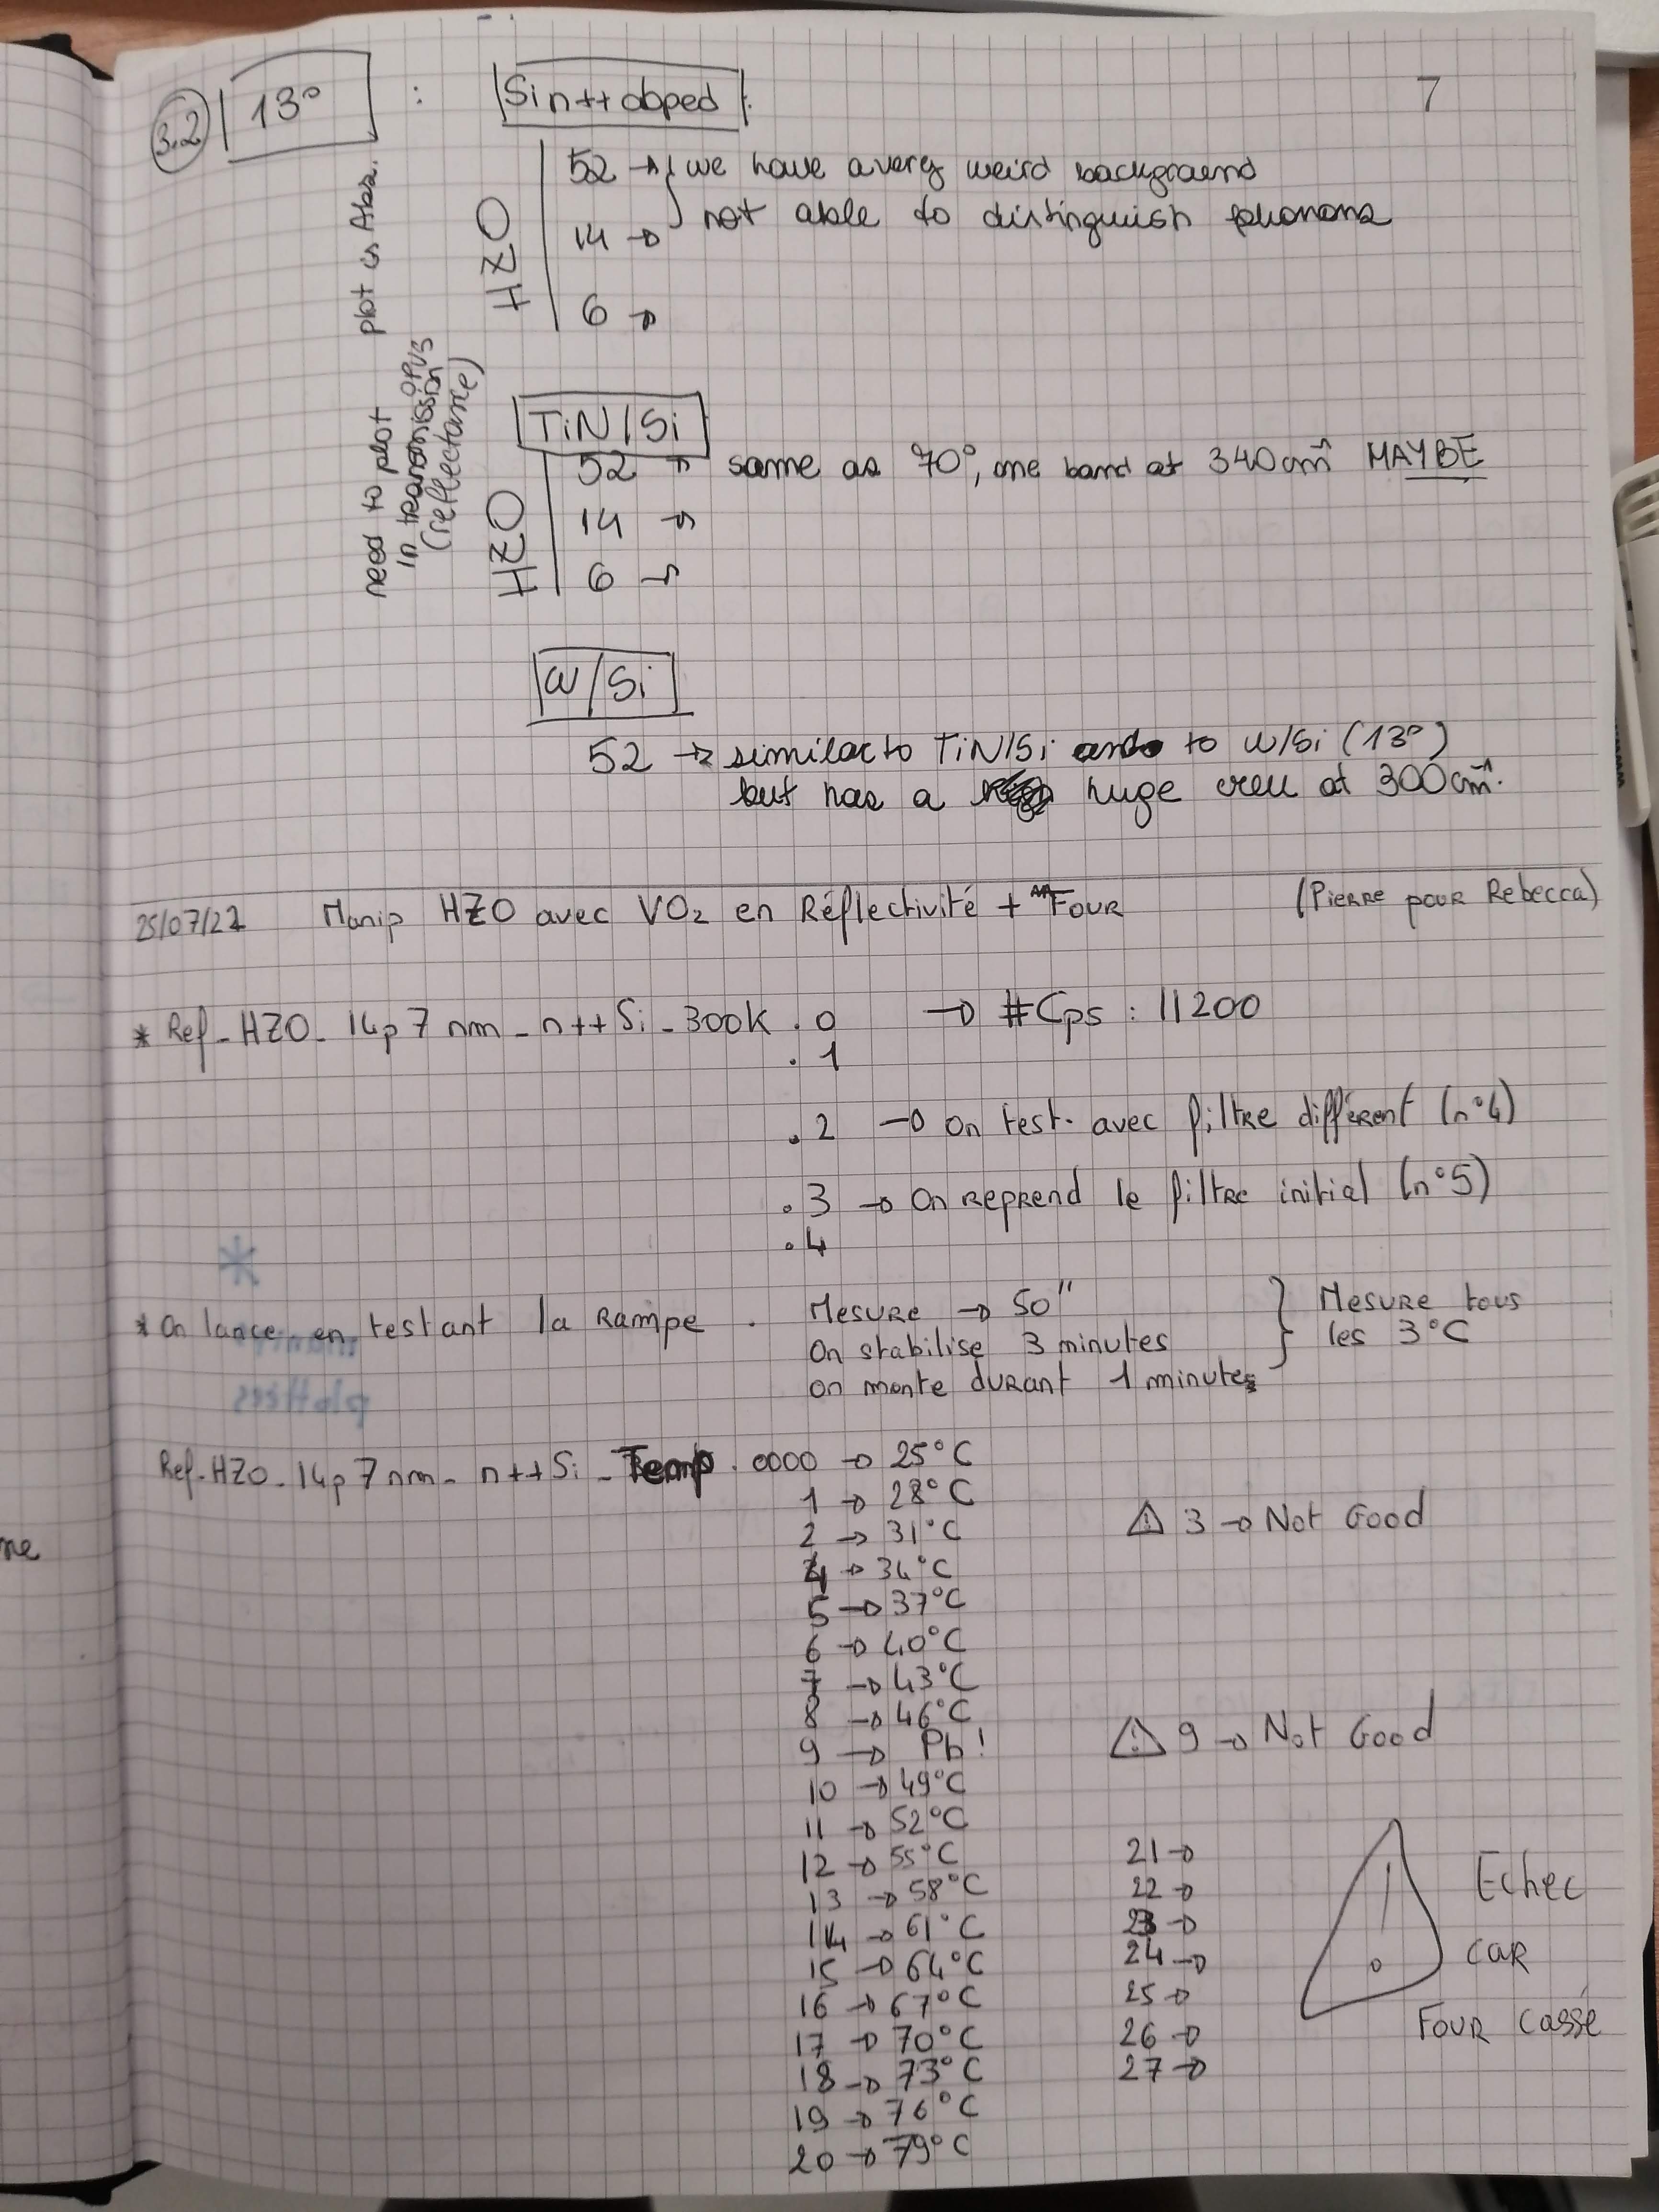 7
3.2 13° : Si n++ doped
plot in Abs.
HZO
52 → we have a very weird background
not able to distinguish phonons
14 →
6 →
need to plot
in transmission OPUS
(reflectance)
TiN/Si
HZO
52 → same as 70°, one band at 340 cm⁻¹ MAYBE
14 →
6 →
W/Si
52 → similar to TiN/Si to W/Si (13°)
but has a huge creu at 300 cm⁻¹.
25/07/22 Manip HZO avec VO₂ en Réflectivité + Four (Pierre pour Rebecca)
* Ref_HZO_14p7nm_n++Si_300K .0 → #Cps : 11200
.1
.2 → On test. avec filtre différent (n°4)
.3 → On reprend le filtre initial (n°5)
.4
* On lance en testant la Rampe . Mesure → 50" } Mesure tous
On stabilise 3 minutes les 3°C
on monte durant 1 minutes
Ref_HZO_14p7nm_n++Si_Temp.0000 → 25°C
1 → 28°C
2 → 31°C ⚠ 3 → Not Good
4 → 34°C
5 → 37°C
6 → 40°C
7 → 43°C
8 → 46°C
9 → Pb! ⚠ 9 → Not Good
10 → 49°C
11 → 52°C
12 → 55°C 21 →
13 → 58°C 22 → Echec
14 → 61°C 23 →
15 → 64°C 24 → car
16 → 67°C 25 →
17 → 70°C 26 → Four cassé
18 → 73°C 27 →
19 → 76°C
20 → 79°C